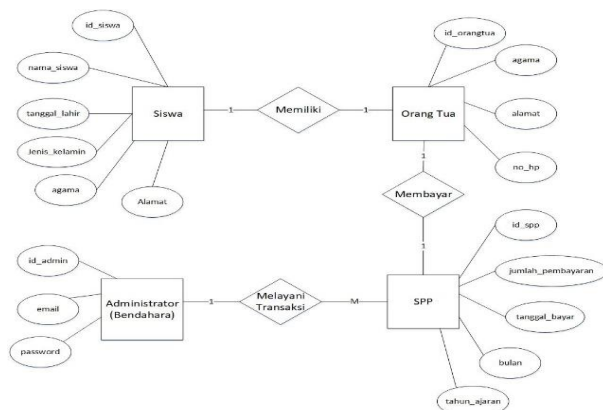 id_siswa
nama_siswa
tanggal_lahir
Jenis_kelamin
agama
Alamat
Siswa
1
Memiliki
1
Orang Tua
id_orangtua
agama
alamat
no_hp
1
Membayar
1
id_admin
email
password
Administrator
(Bendahara)
1
Melayani
Transaksi
M
SPP
id_spp
jumlah_pembayaran
tanggal_bayar
bulan
tahun_ajaran